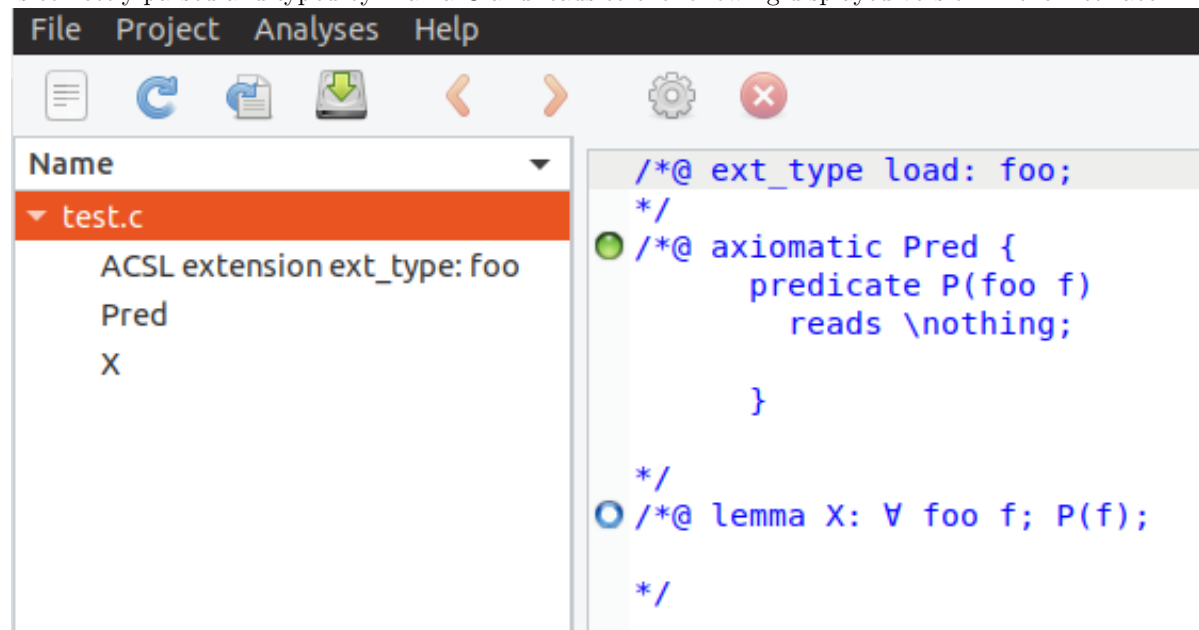 File Project Analyses Help
Name
test.c
ACSL extension ext_type: foo
Pred
X
/*@ ext_type load: foo;
*/
/*@ axiomatic Pred {
predicate P(foo f)
reads \nothing;
}
*/
/*@ lemma X: ∀ foo f; P(f);
*/